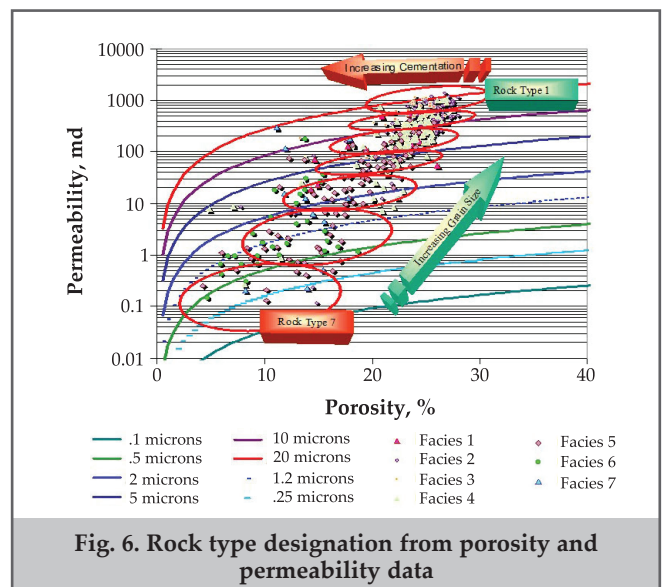 10000
1000
100
10
1
0.1
0.01
Permeability, md
Increasing Cementation
Rock Type 1
Increasing Grain Size
Rock Type 7
0 10 20 30 40
Porosity, %
.1 microns
.5 microns
2 microns
5 microns
10 microns
20 microns
1.2 microns
.25 microns
Facies 1
Facies 2
Facies 3
Facies 4
Facies 5
Facies 6
Facies 7
Fig. 6. Rock type designation from porosity and
permeability data